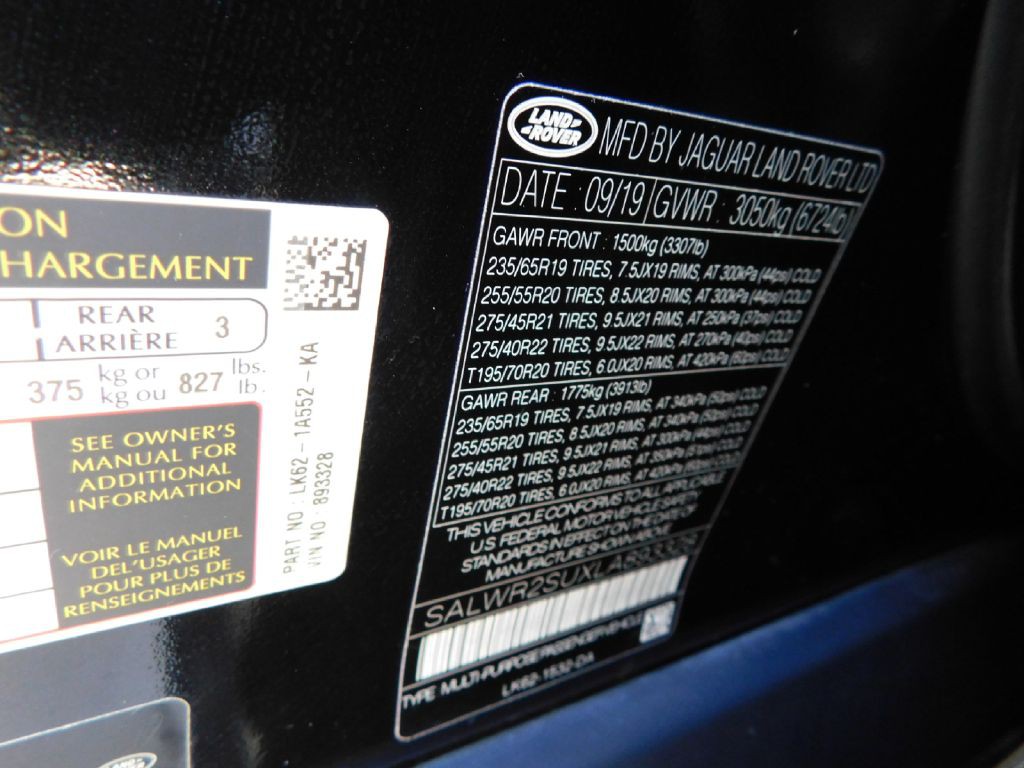 ON
HARGEMENT
REAR
ARRIÈRE 3
375 kg or 827 lbs.
kg ou lb.
SEE OWNER'S
MANUAL FOR
ADDITIONAL
INFORMATION
VOIR LE MANUEL
DEL'USAGER
POUR PLUS DE
RENSEIGNEMENTS
PART NO : LK62-1A552-KA
VIN NO : 893328
LAND
ROVER
MFD BY JAGUAR LAND ROVER LTD
DATE : 09/19 GVWR : 3050kg (6724lb)
GAWR FRONT : 1500kg (3307lb)
235/65R19 TIRES, 7.5JX19 RIMS, AT 300kPa (44psi) COLD
255/55R20 TIRES, 8.5JX20 RIMS, AT 300kPa (44psi) COLD
275/45R21 TIRES, 9.5JX21 RIMS, AT 250kPa (37psi) COLD
275/40R22 TIRES, 9.5JX22 RIMS, AT 270kPa (40psi) COLD
T195/70R20 TIRES, 6.0JX20 RIMS, AT 420kPa (60psi) COLD
GAWR REAR : 1775kg (3913lb)
235/65R19 TIRES, 7.5JX19 RIMS, AT 340kPa (50psi) COLD
255/55R20 TIRES, 8.5JX20 RIMS, AT 340kPa (50psi) COLD
275/45R21 TIRES, 9.5JX21 RIMS, AT 300kPa (44psi) COLD
275/40R22 TIRES, 9.5JX22 RIMS, AT 350kPa (51psi) COLD
T195/70R20 TIRES, 6.0JX20 RIMS, AT 420kPa (60psi) COLD
THIS VEHICLE CONFORMS TO ALL APPLICABLE
U.S. FEDERAL MOTOR VEHICLE SAFETY
STANDARDS IN EFFECT ON THE DATE OF
MANUFACTURE SHOWN ABOVE
SALWR2SUXLA893328
TYPE MULTI-PURPOSE PASSENGER VEHICLE
LK62-1532-DA